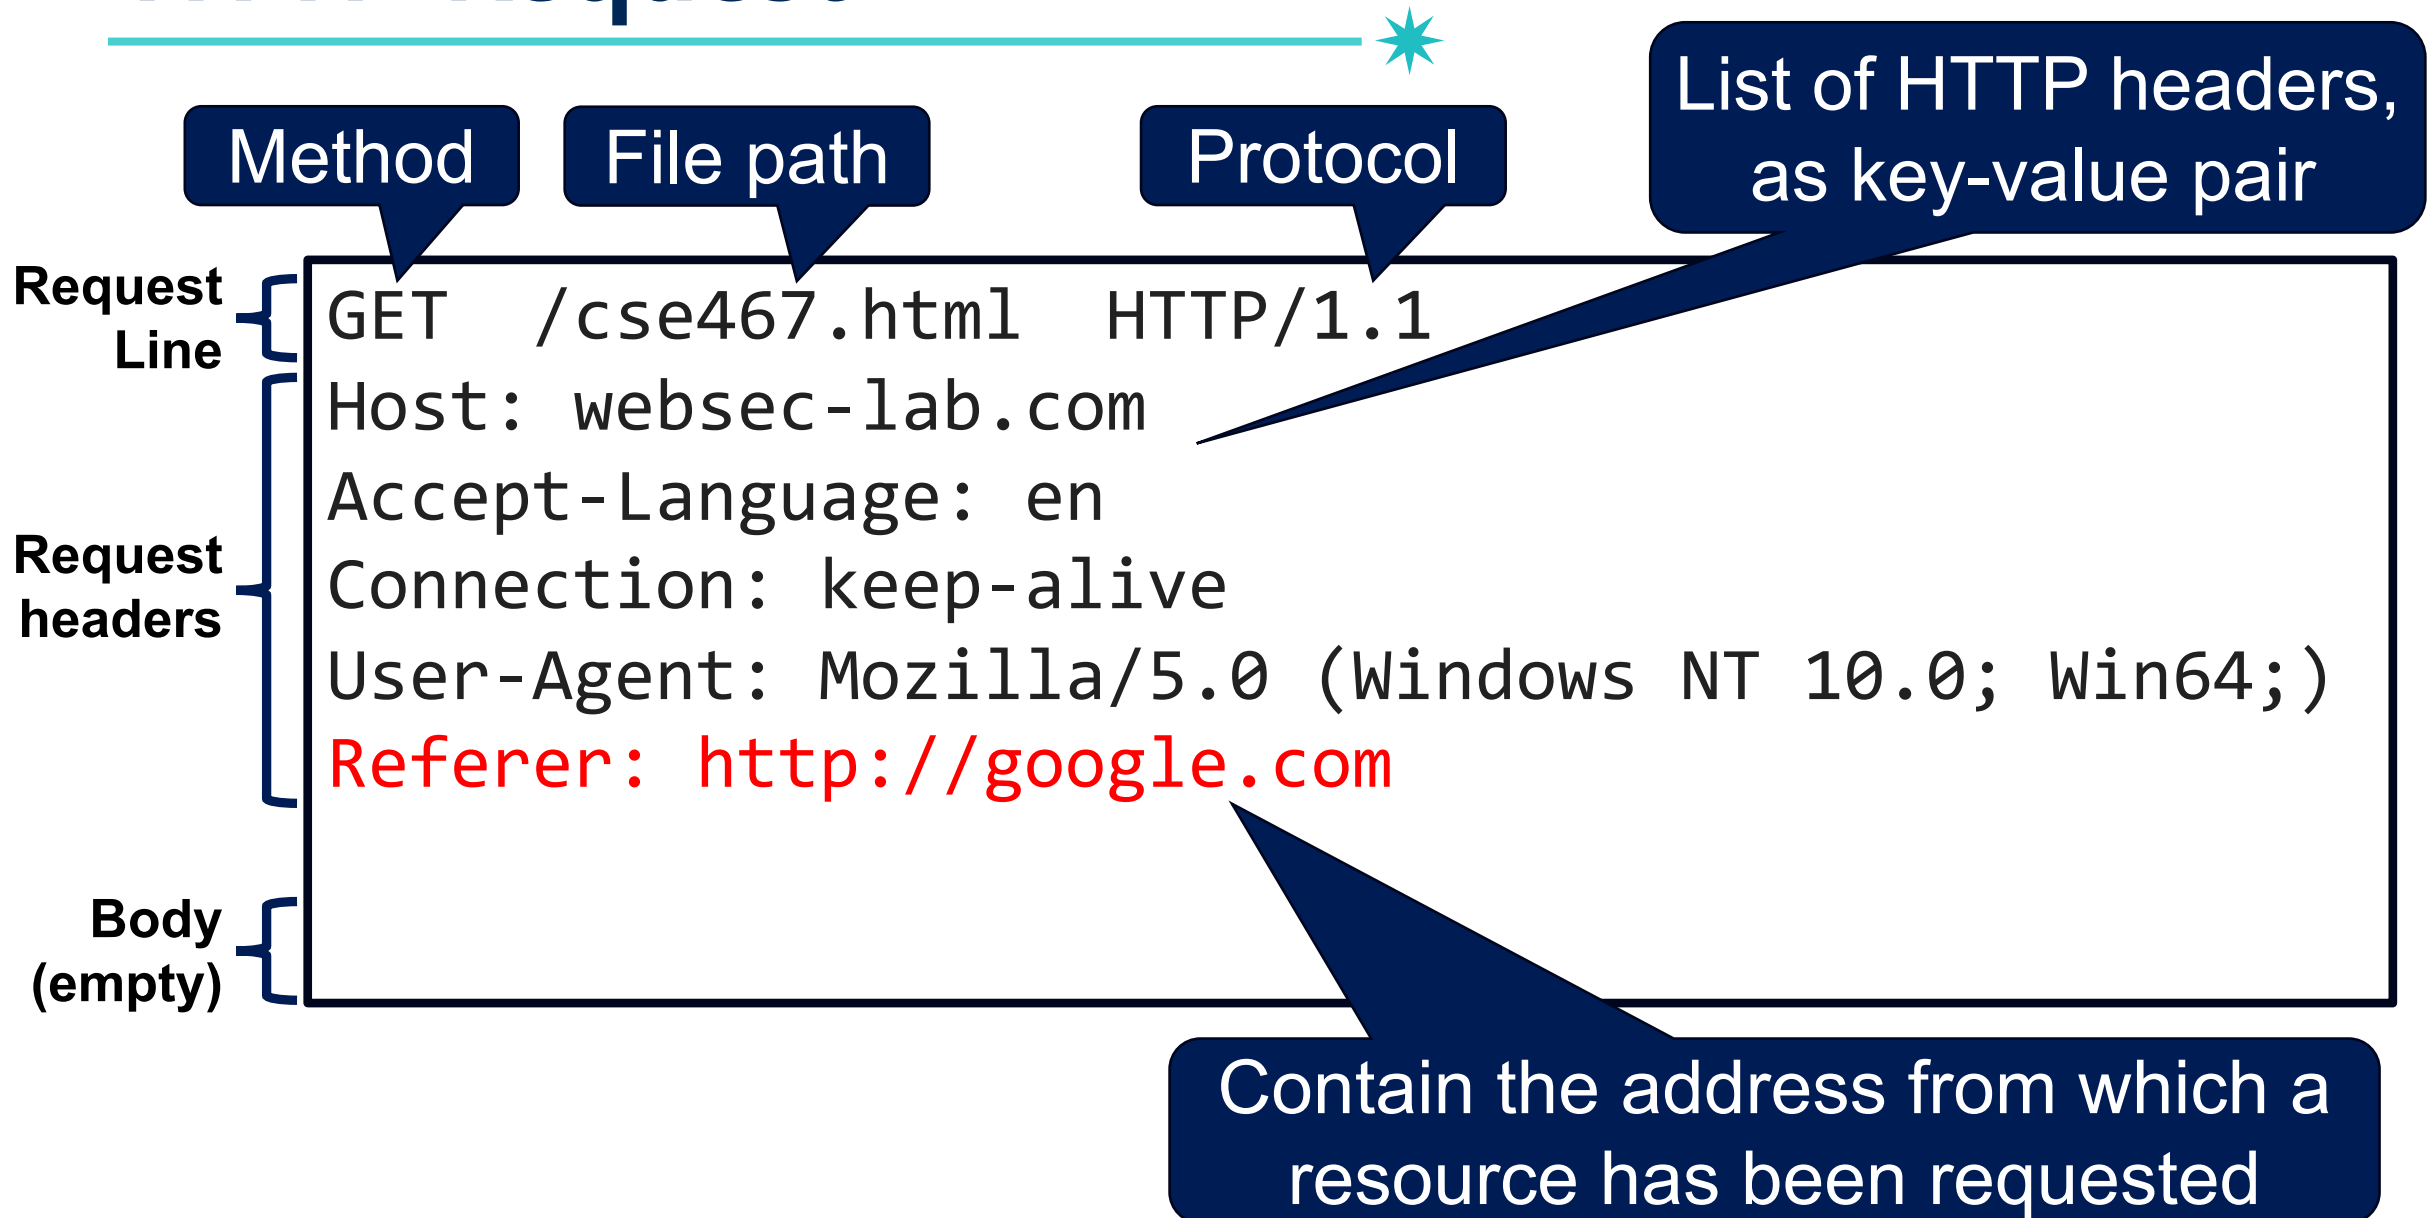 Request
Method File path Protocol
List of HTTP headers,
as key-value pair
Request
Line
GET /cse467.html HTTP/1.1
Host: websec-lab.com
Accept-Language: en
Connection: keep-alive
User-Agent: Mozilla/5.0 (Windows NT 10.0; Win64;)
Referer: http://google.com
Request
headers
Body
(empty)
Contain the address from which a
resource has been requested